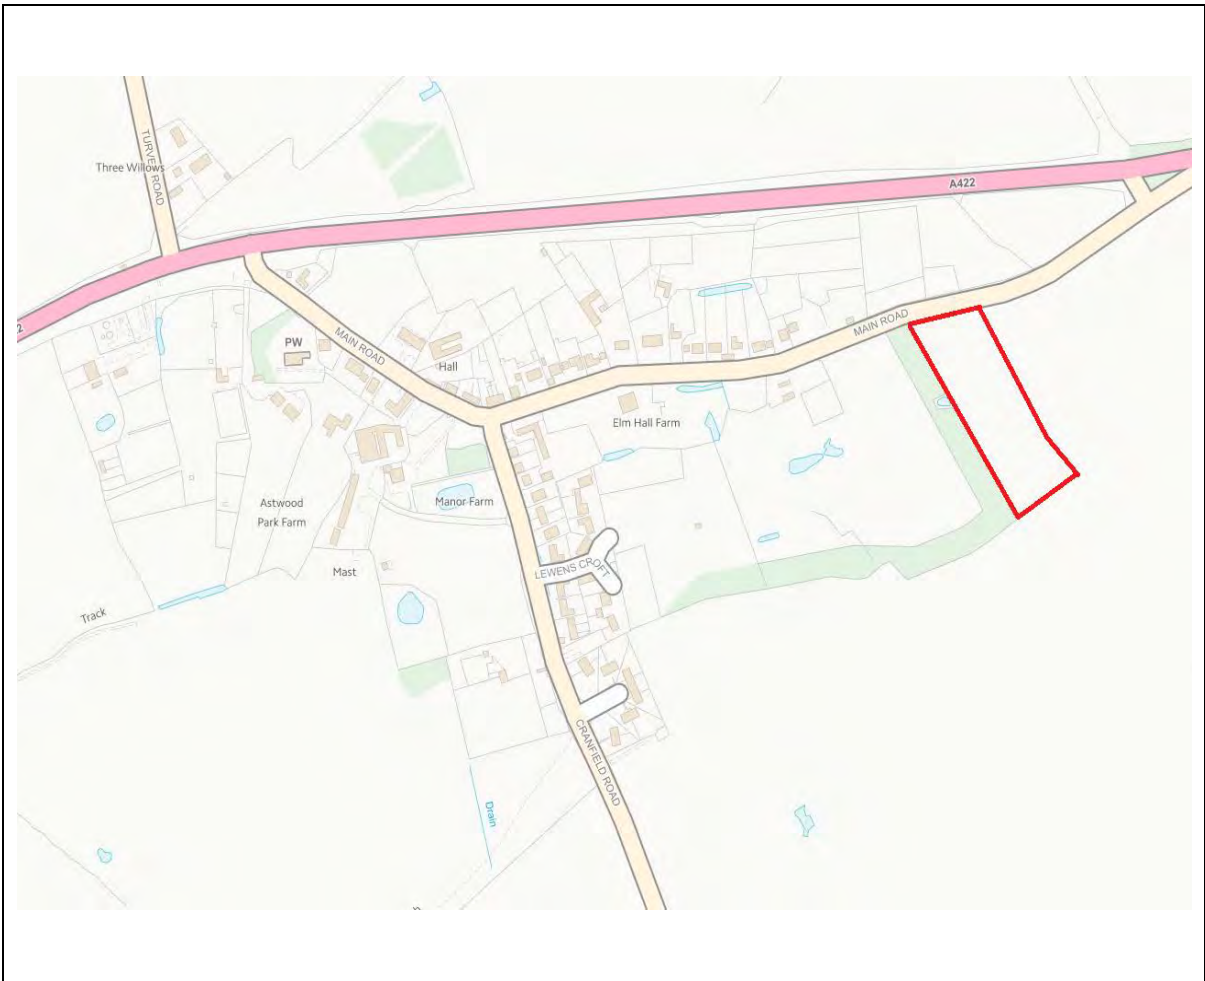 TURVEY ROAD
Three Willows
A422
2
MAIN ROAD
PW
MAIN ROAD
Hall
Elm Hall Farm
Manor Farm
Astwood
Park Farm
LEWENS CROFT
Mast
Track
CRANFIELD ROAD
Drain